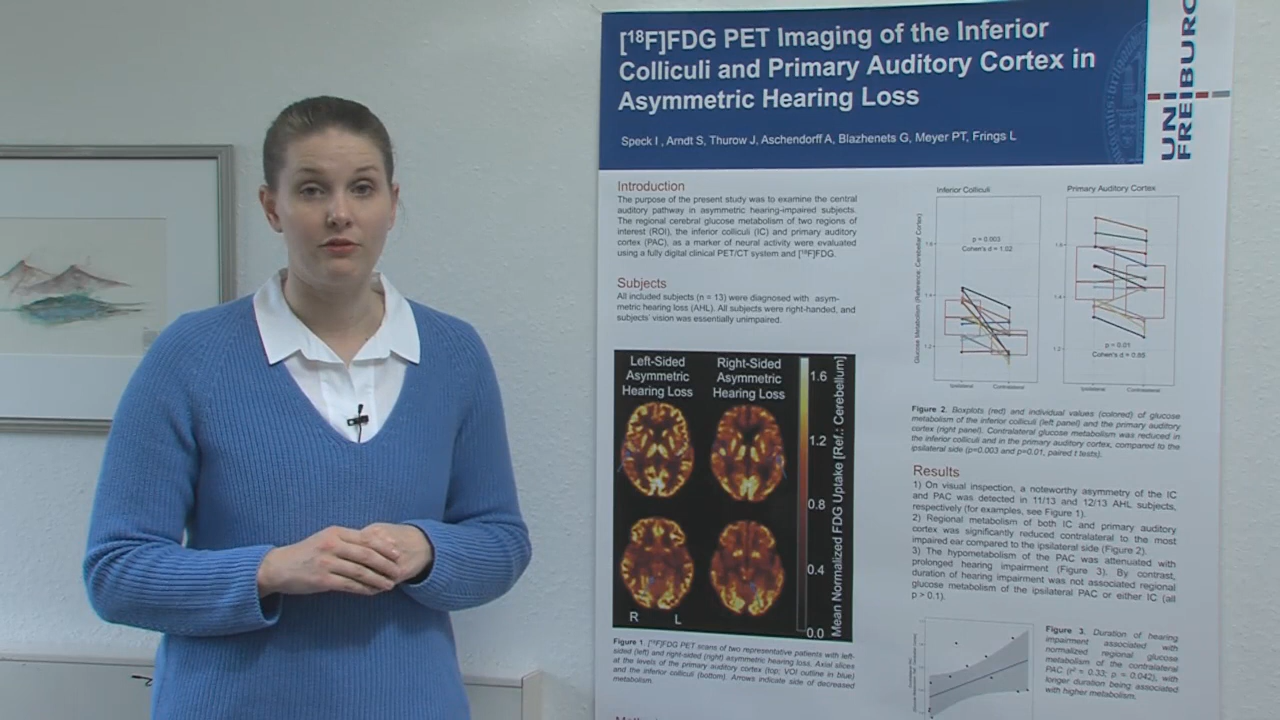 [¹⁸F]FDG PET Imaging of the Inferior
Colliculi and Primary Auditory Cortex in
Asymmetric Hearing Loss
Speck I , Arndt S, Thurow J, Aschendorff A, Blazhenets G, Meyer PT, Frings L
UNI
FREIBURG
Introduction
The purpose of the present study was to examine the central
auditory pathway in asymmetric hearing-impaired subjects.
The regional cerebral glucose metabolism of two regions of
interest (ROI), the inferior colliculi (IC) and primary auditory
cortex (PAC), as a marker of neural activity were evaluated
using a fully digital clinical PET/CT system and [¹⁸F]FDG.
Subjects
All included subjects (n = 13) were diagnosed with asym-
metric hearing loss (AHL). All subjects were right-handed, and
subjects' vision was essentially unimpaired.
Left-Sided
Asymmetric
Hearing Loss
Right-Sided
Asymmetric
Hearing Loss
1.6
1.2
0.8
0.4
0.0
Mean Normalized FDG Uptake [Ref.: Cerebellum]
R
L
Figure 1. [¹⁸F]FDG PET scans of two representative patients with left-
sided (left) and right-sided (right) asymmetric hearing loss. Axial slices
at the levels of the primary auditory cortex (top; VOI outline in blue)
and the inferior colliculi (bottom). Arrows indicate side of decreased
metabolism.
Inferior Colliculi
Primary Auditory Cortex
Glucose Metabolism (Reference: Cerebellar Cortex)
p = 0.003
Cohen's d = 1.02
p = 0.01
Cohen's d = 0.85
Ipsilateral
Contralateral
Ipsilateral
Contralateral
Figure 2. Boxplots (red) and individual values (colored) of glucose
metabolism of the inferior colliculi (left panel) and the primary auditory
cortex (right panel). Contralateral glucose metabolism was reduced in
the inferior colliculi and in the primary auditory cortex, compared to the
ipsilateral side (p=0.003 and p=0.01, paired t tests).
Results
1) On visual inspection, a noteworthy asymmetry of the IC
and PAC was detected in 11/13 and 12/13 AHL subjects,
respectively (for examples, see Figure 1).
2) Regional metabolism of both IC and primary auditory
cortex was significantly reduced contralateral to the most
impaired ear compared to the ipsilateral side (Figure 2).
3) The hypometabolism of the PAC was attenuated with
prolonged hearing impairment (Figure 3). By contrast,
duration of hearing impairment was not associated regional
glucose metabolism of the ipsilateral PAC or either IC (all
p > 0.1).
Figure 3. Duration of hearing
impairment associated with
normalized regional glucose
metabolism of the contralateral
PAC (r² = 0.33; p = 0.042), with
longer duration being associated
with higher metabolism.